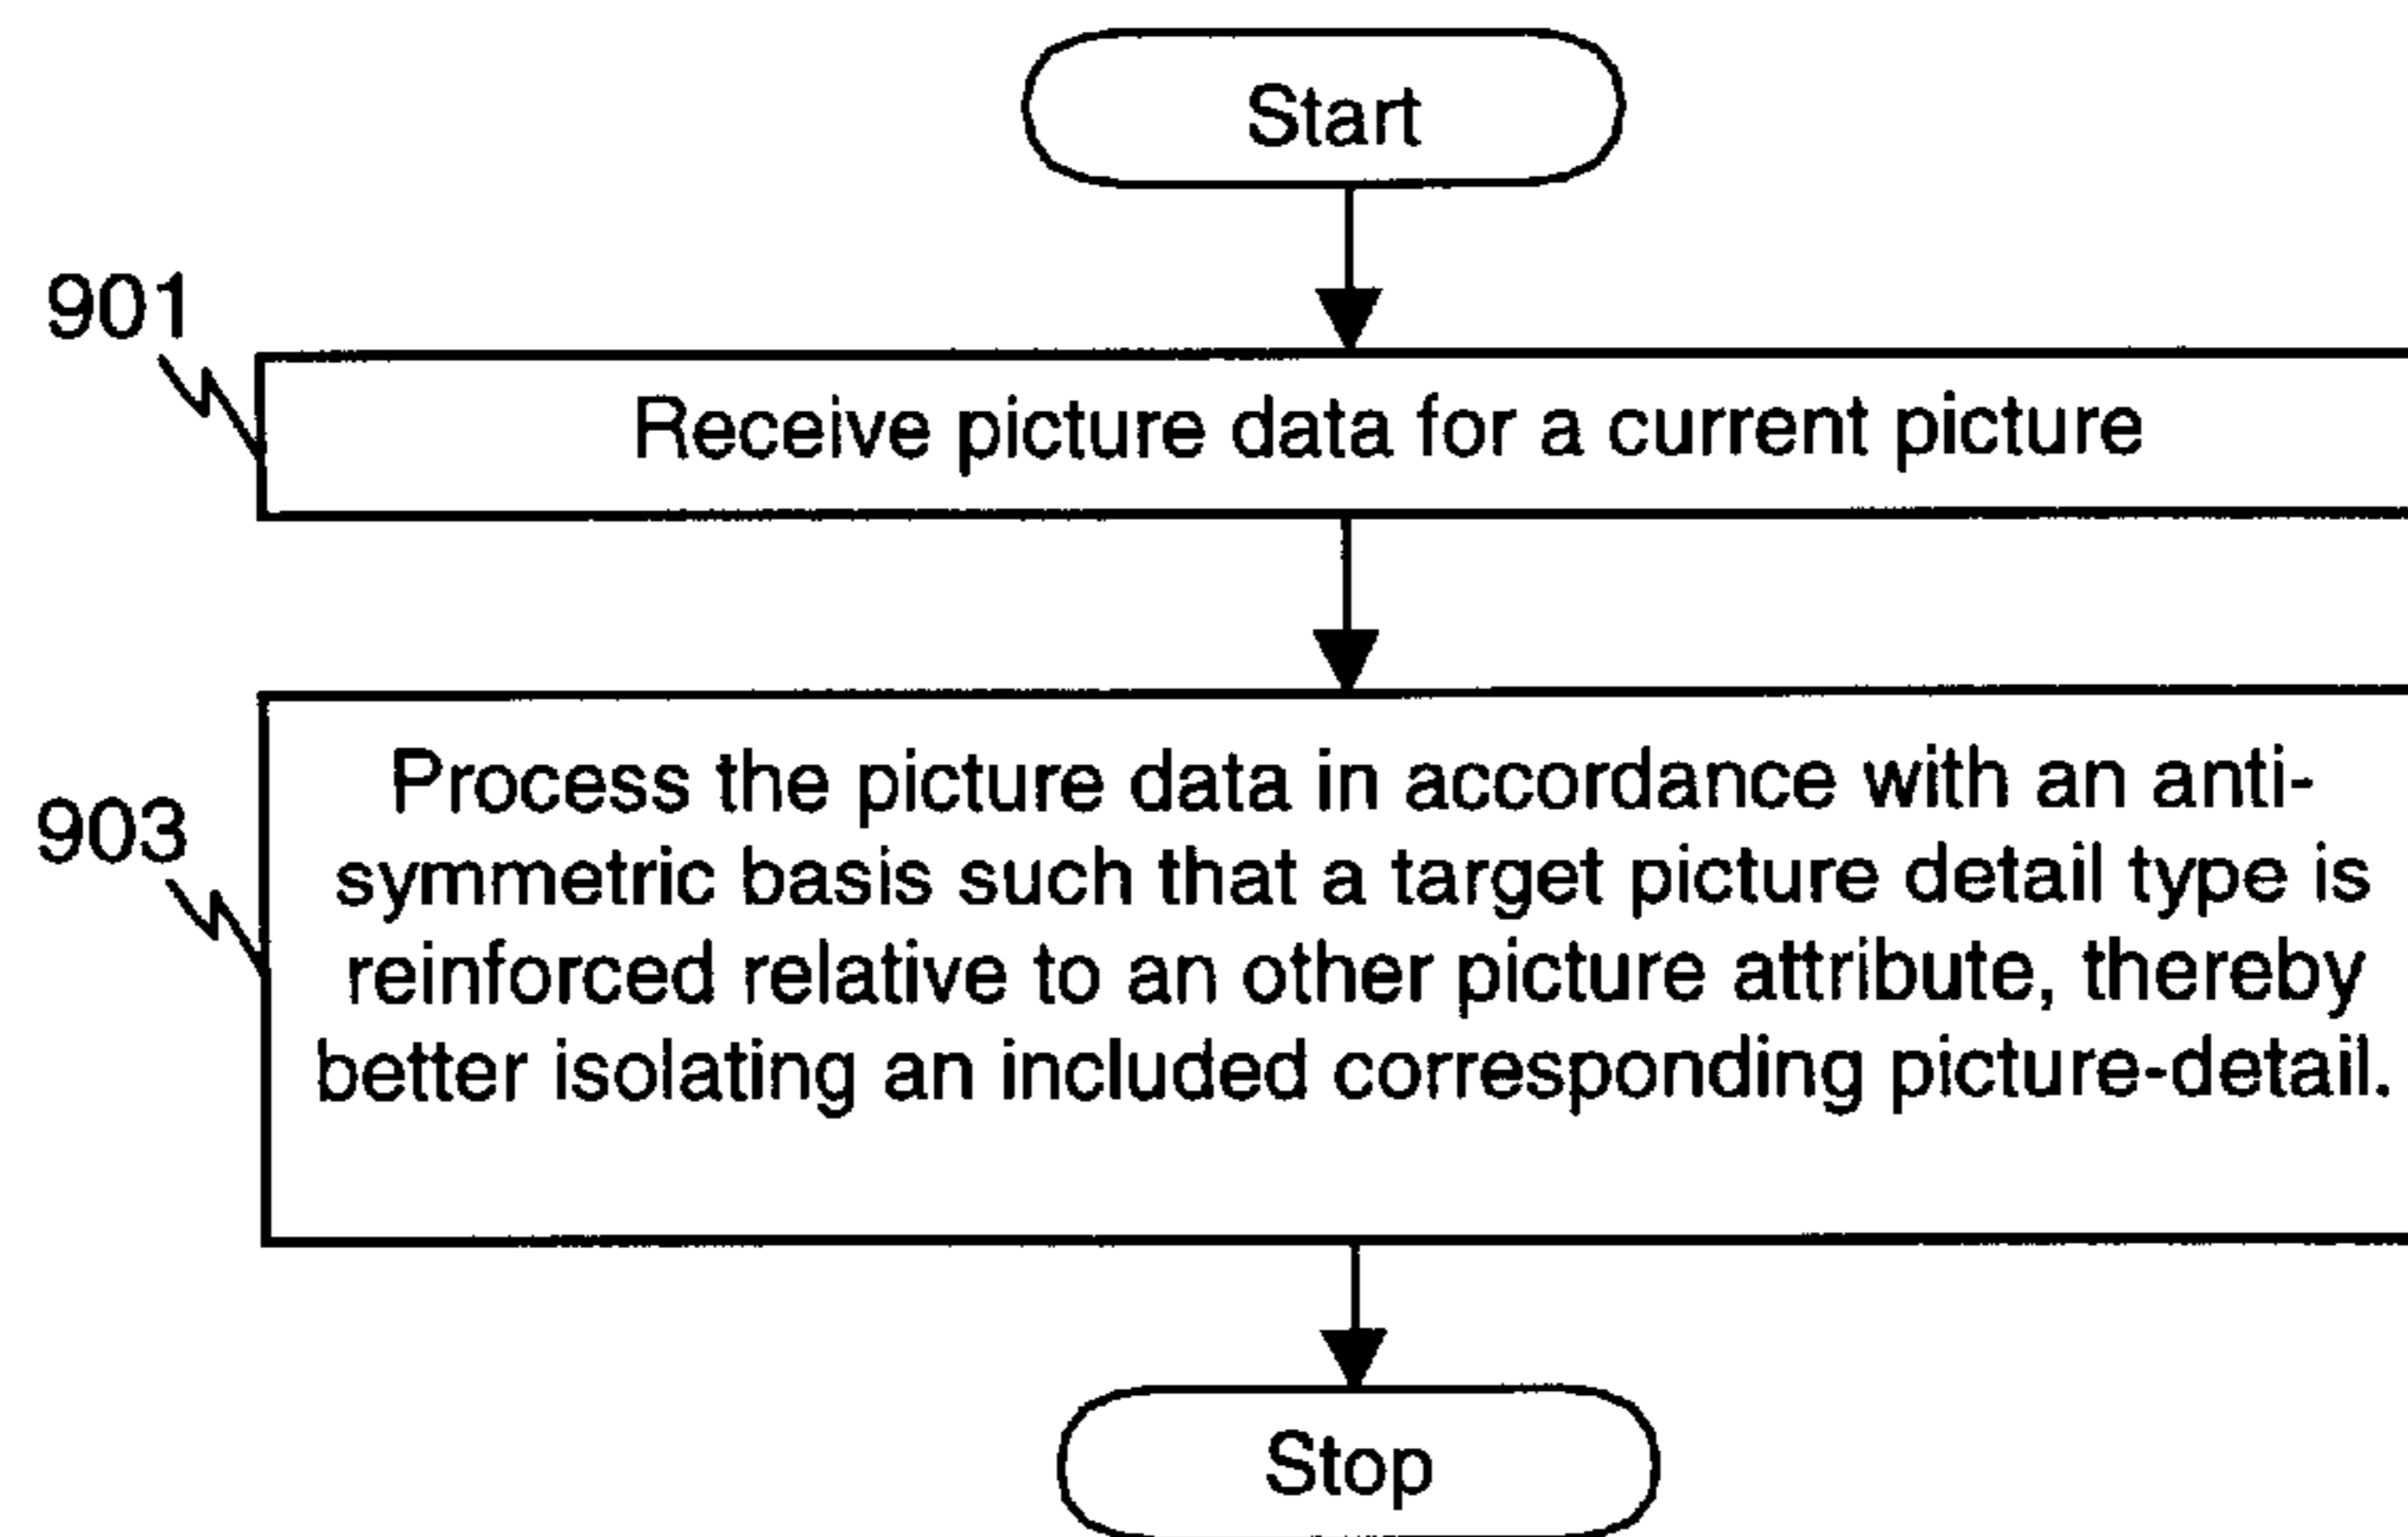 Start
901
Receive picture data for a current picture
903
Process the picture data in accordance with an anti-
symmetric basis such that a target picture detail type is
reinforced relative to an other picture attribute, thereby
better isolating an included corresponding picture-detail.
Stop